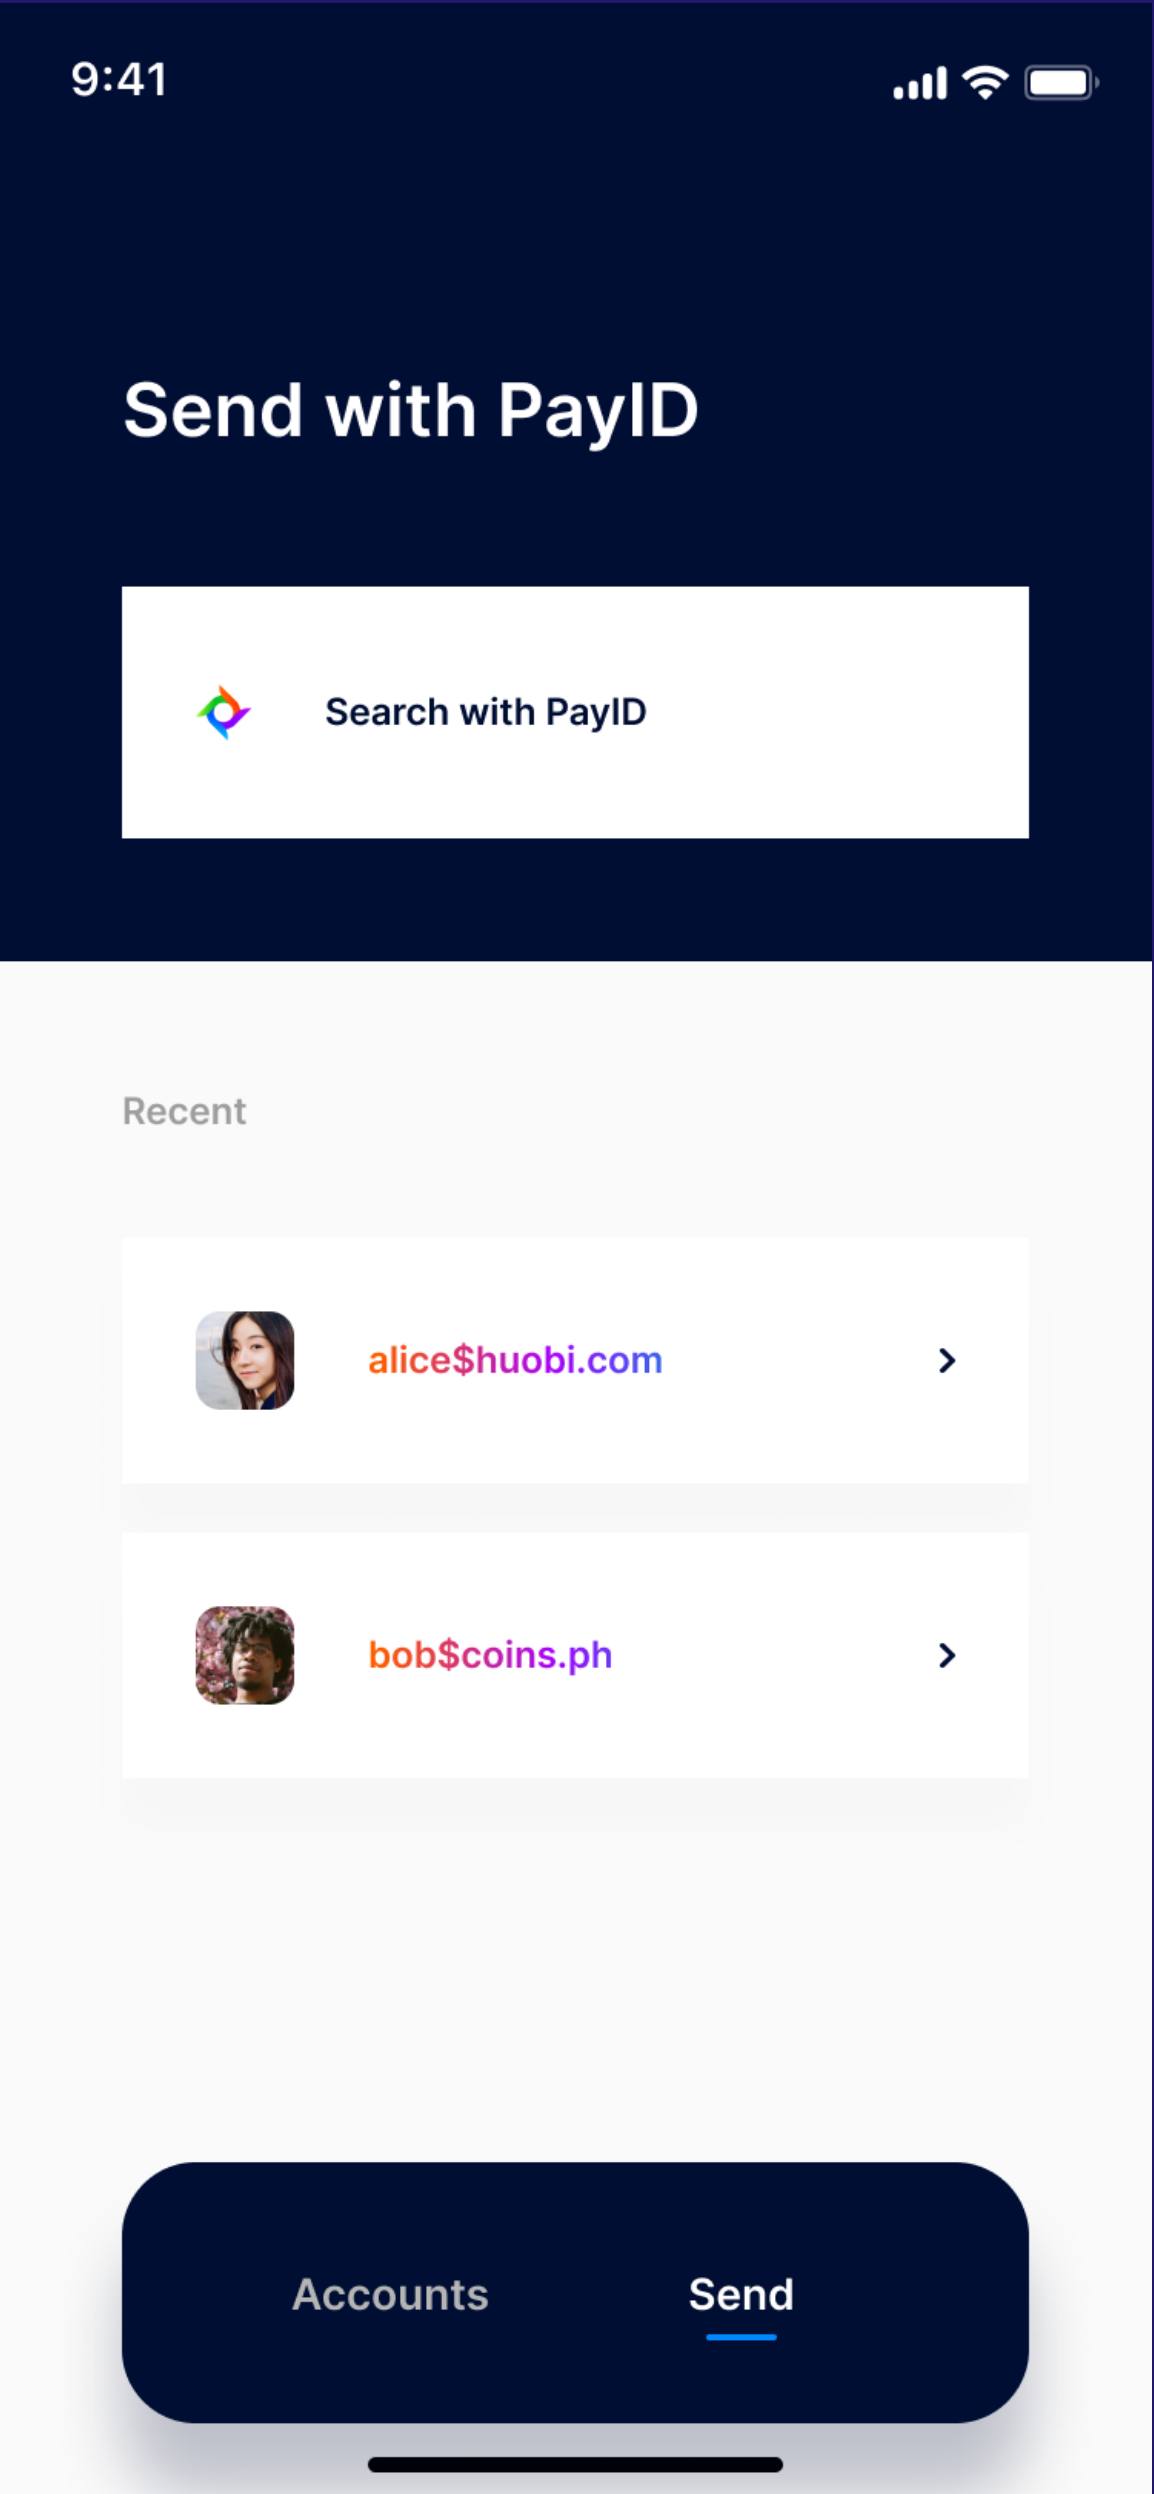 9:41
Send with PayID
Search with PayID
Recent
alice$huobi.com
bob$coins.ph
Accounts
Send